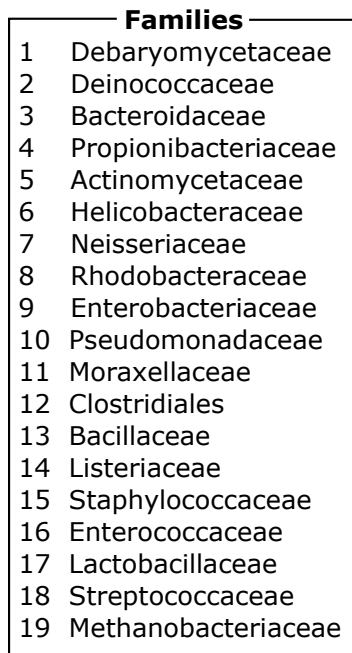 Families
1 Debaryomycetaceae
2 Deinococcaceae
3 Bacteroidaceae
4 Propionibacteriaceae
5 Actinomycetaceae
6 Helicobacteraceae
7 Neisseriaceae
8 Rhodobacteraceae
9 Enterobacteriaceae
10 Pseudomonadaceae
11 Moraxellaceae
12 Clostridiales
13 Bacillaceae
14 Listeriaceae
15 Staphylococcaceae
16 Enterococcaceae
17 Lactobacillaceae
18 Streptococcaceae
19 Methanobacteriaceae